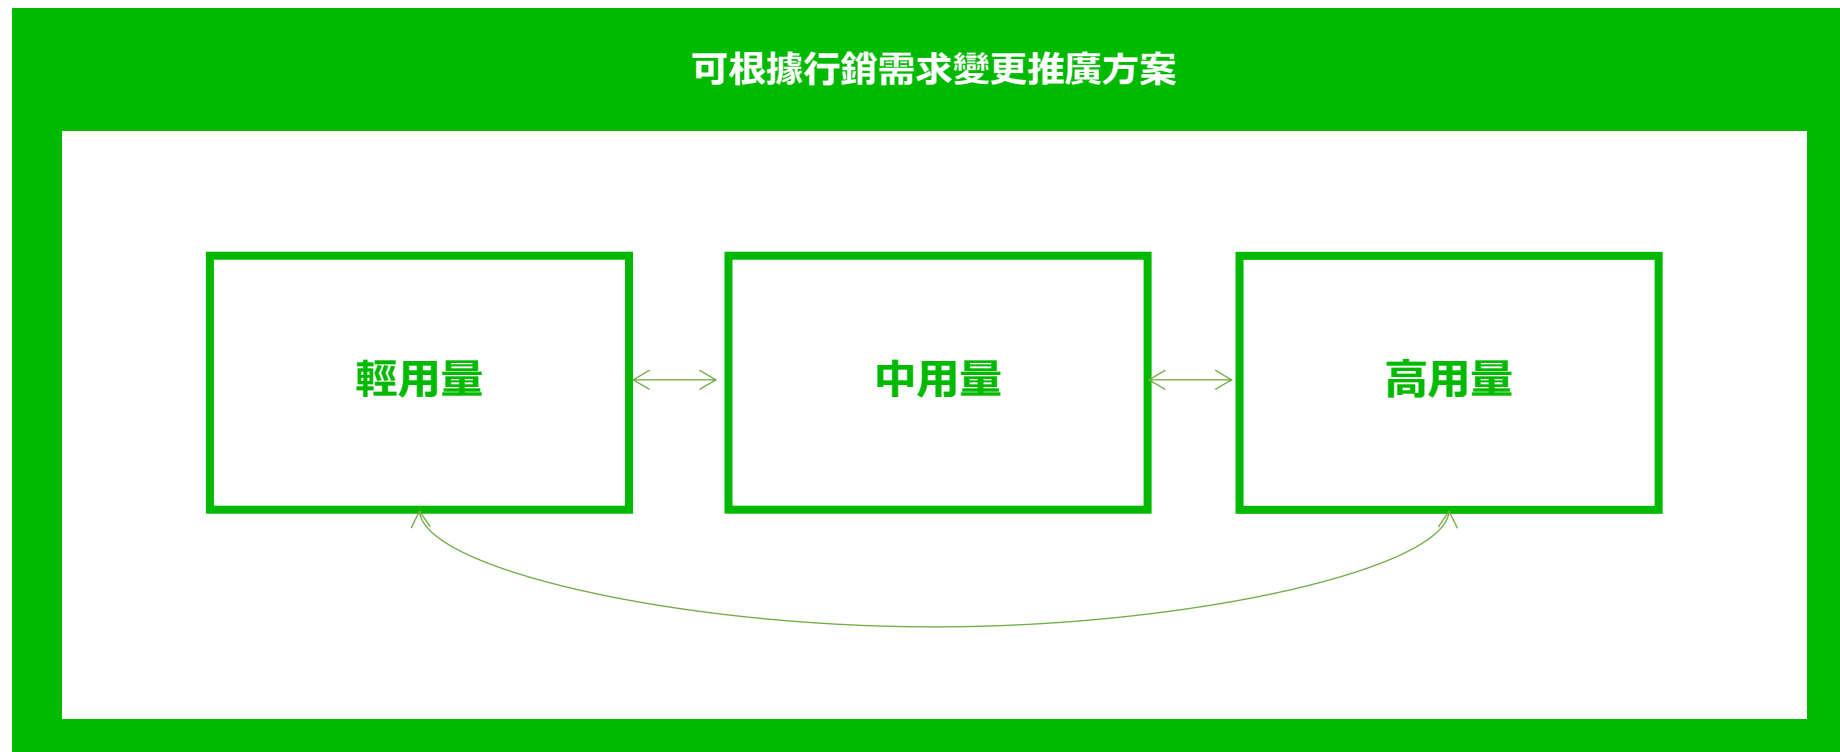 可根據行銷需求變更推廣方案
輕用量
中用量
高用量